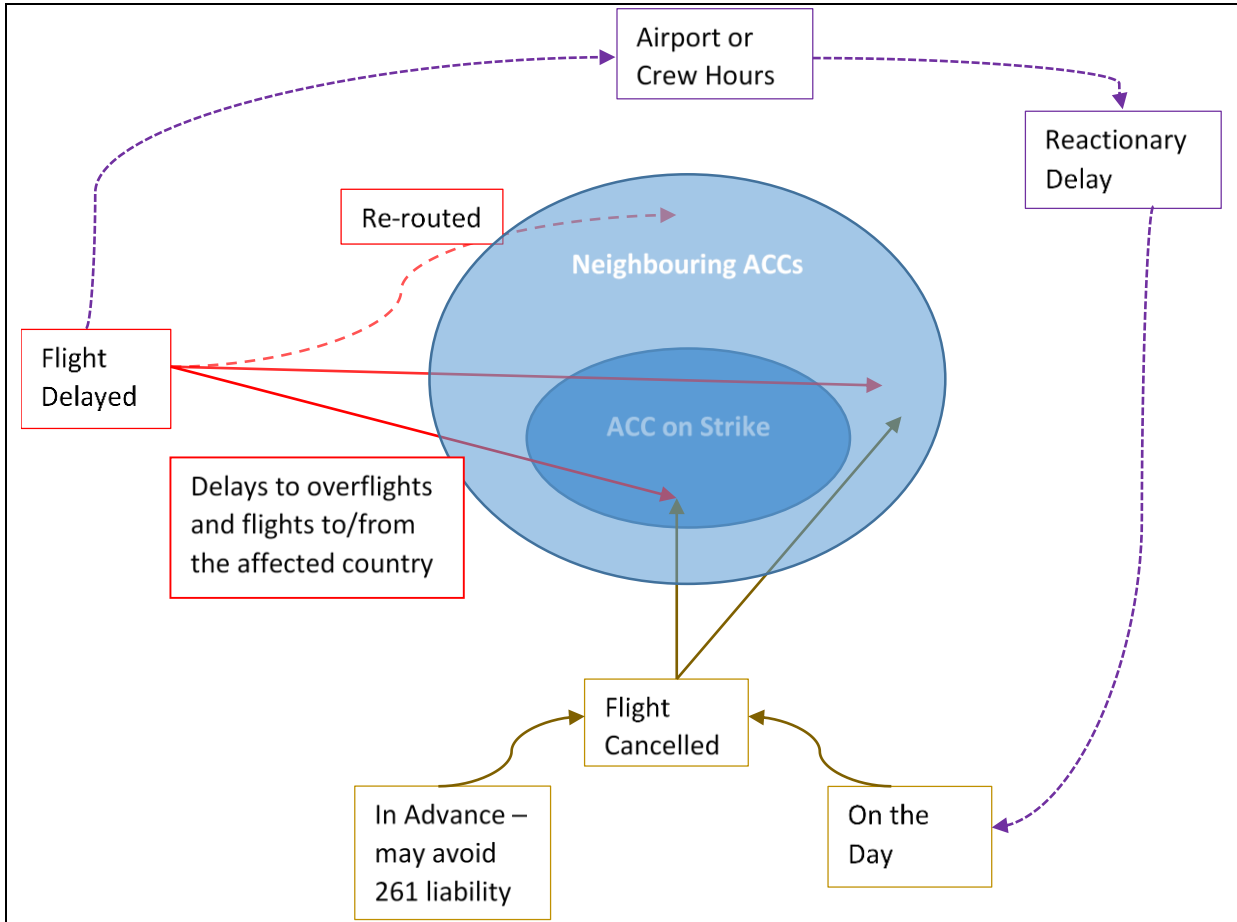 Airport or
Crew Hours
Reactionary
Delay
Re-routed
Neighbouring ACCs
Flight
Delayed
ACC on Strike
Delays to overflights
and flights to/from
the affected country
Flight
Cancelled
In Advance –
may avoid
261 liability
On the
Day